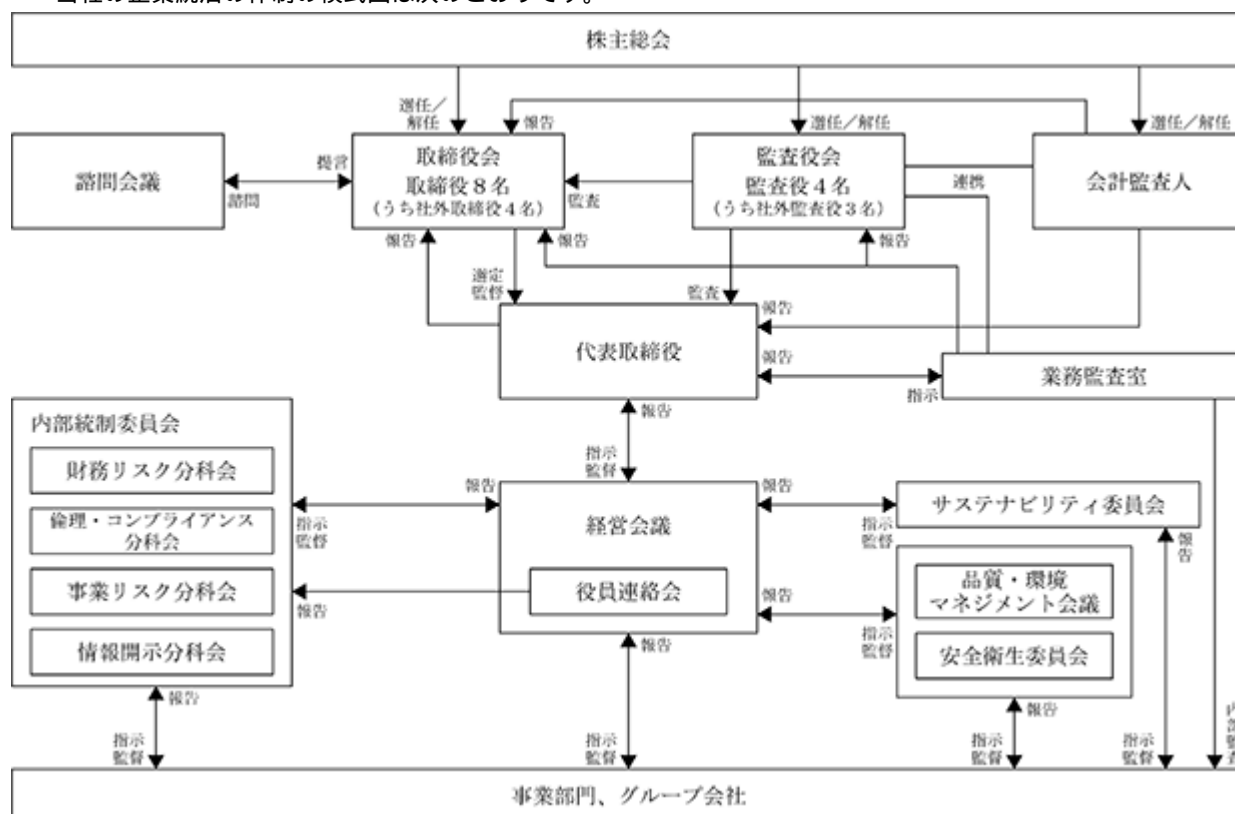 当社の企業統治の体制の模式図は次のとおりです。
株主総会
選任／
解任
報告
選任／解任
選任／解任
諮問会議
提言
諮問
取締役会
取締役８名
（うち社外取締役４名）
監査
監査役会
監査役４名
（うち社外監査役３名）
連携
会計監査人
報告
報告
報告
選定
監督
監査
報告
代表取締役
報告
指示
業務監査室
報告
指示
監督
内部統制委員会
財務リスク分科会
倫理・コンプライアンス
分科会
事業リスク分科会
情報開示分科会
報告
指示
監督
報告
経営会議
役員連絡会
報告
指示
監督
サステナビリティ委員会
報告
報告
指示
監督
品質・環境
マネジメント会議
安全衛生委員会
報告
指示
監督
報告
指示
監督
報告
指示
監督
指示
監督
内部監査
事業部門、グループ会社